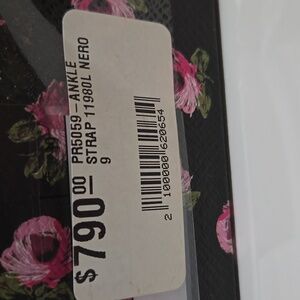 PR5059-ANKLE
STRAP 11980L NERO
9
$790.00
2 100000 620654